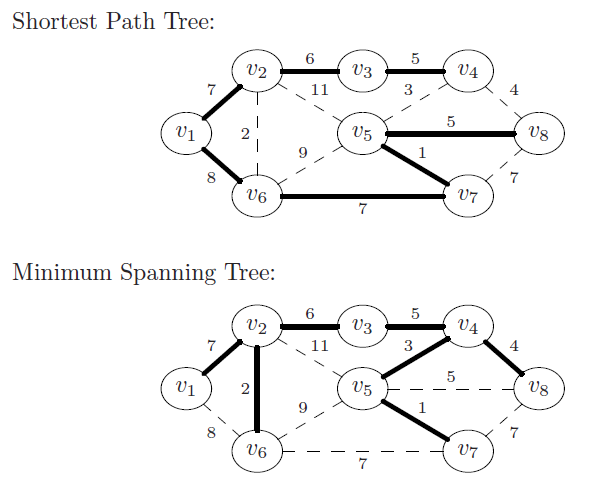 Shortest Path Tree:
6 5
v2 v3 v4
7 11 3 4
v1 2 v5 5 v8
9 1
8 7
v6 v7
7
Minimum Spanning Tree:
6 5
v2 v3 v4
7 11 3 4
v1 2 v5 5 v8
9 1
8 7
v6 v7
7